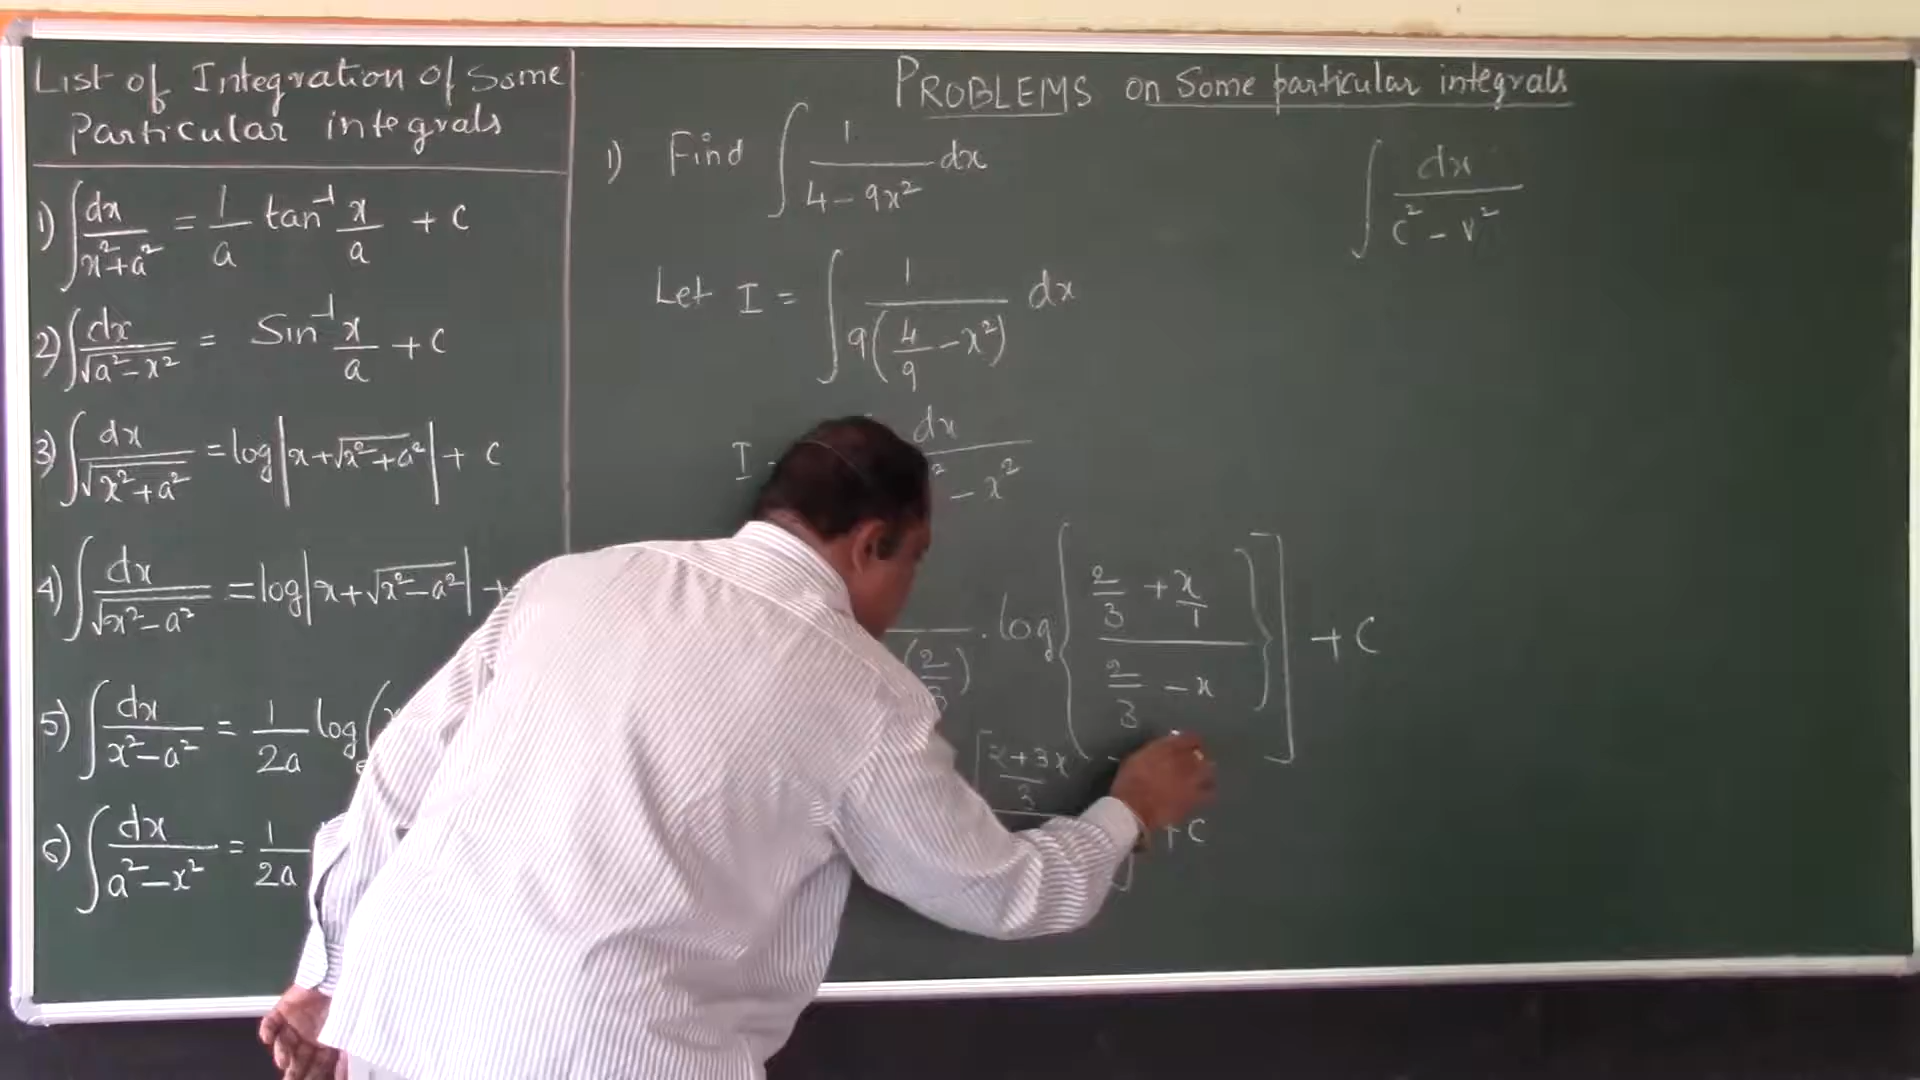 List of Integration of Some
Particular integrals
1) ∫ dx/(x²+a²) = 1/a tan⁻¹ x/a + C
2) ∫ dx/√(a²-x²) = Sin⁻¹ x/a + C
3) ∫ dx/√(x²+a²) = log|x+√(x²+a²)| + C
4) ∫ dx/√(x²-a²) = log|x+√(x²-a²)| +
5) ∫ dx/(x²-a²) = 1/2a log(
6) ∫ dx/(a²-x²) = 1/2a
PROBLEMS on Some particular integrals
1) Find ∫ 1/(4-9x²) dx
∫ dx/(c²-v²)
Let I = ∫ 1/(9(4/9-x²)) dx
I
dx
² - x²
(2/3) . log{(2/3 + x/1)/(2/3 - x)}] + C
[(2+3x)/3
+C